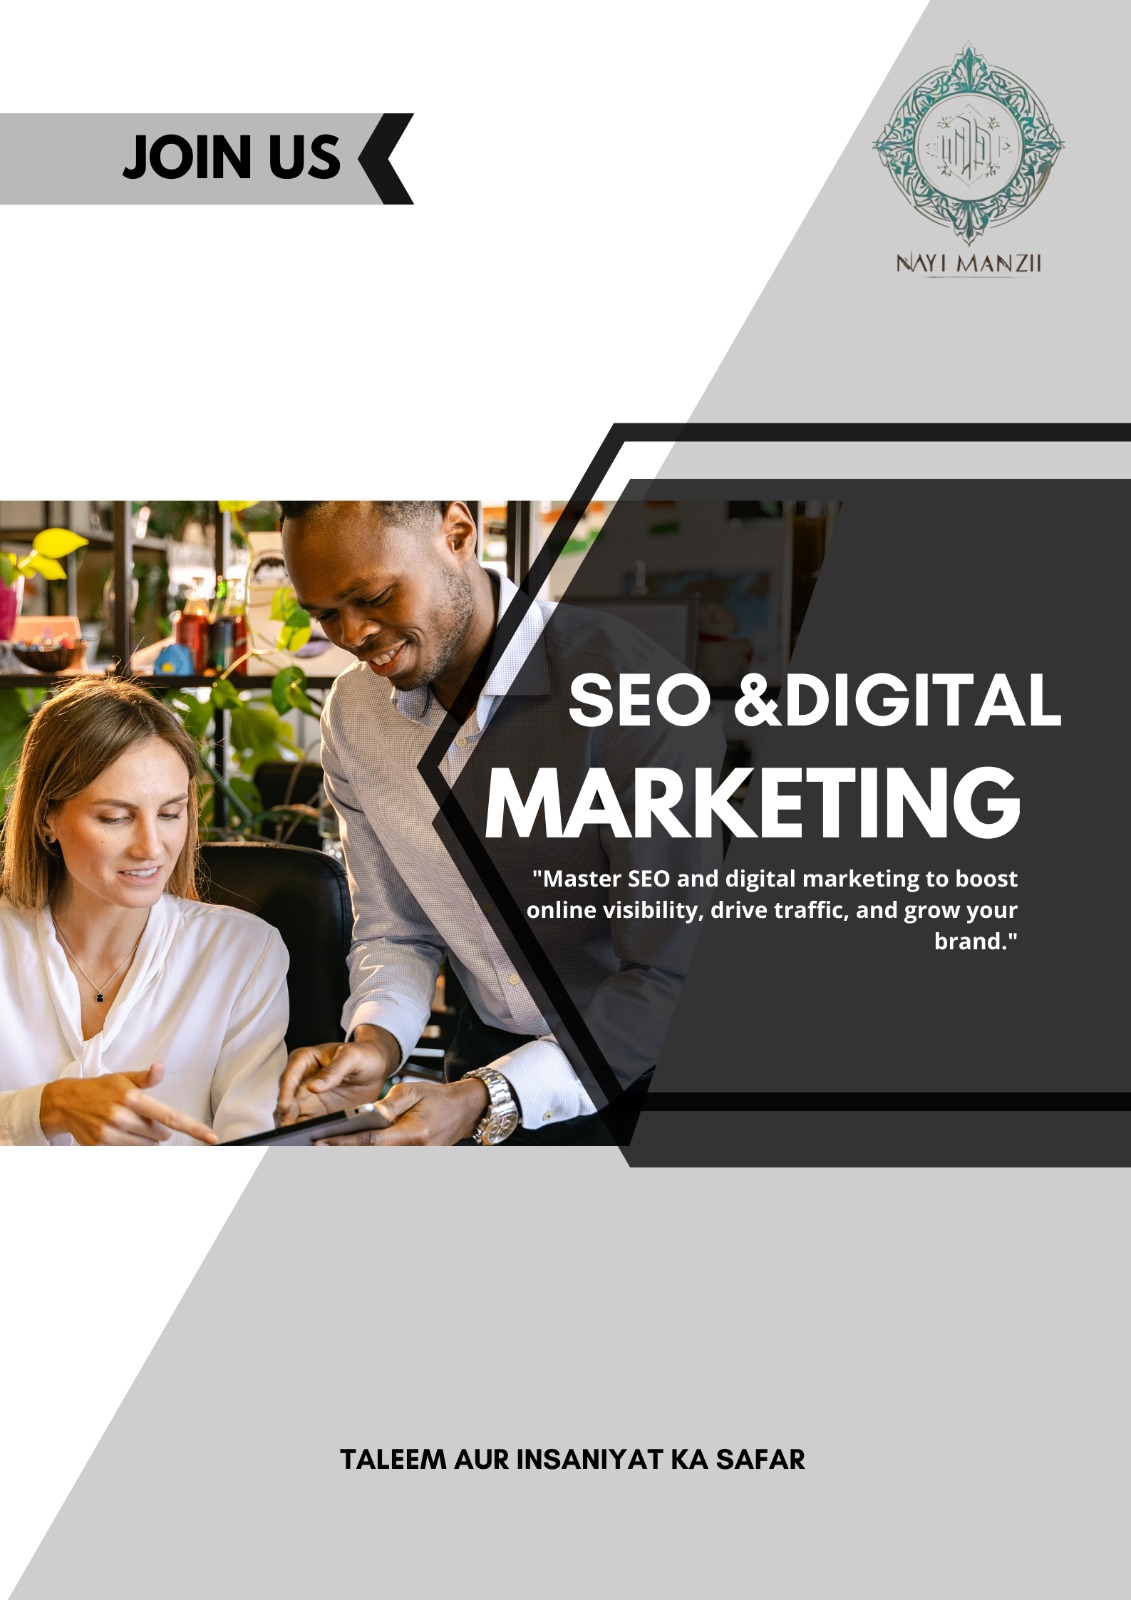 JOIN US
NAYI MANZIl
SEO &DIGITAL
MARKETING
"Master SEO and digital marketing to boost
online visibility, drive traffic, and grow your
brand."
TALEEM AUR INSANIYAT KA SAFAR